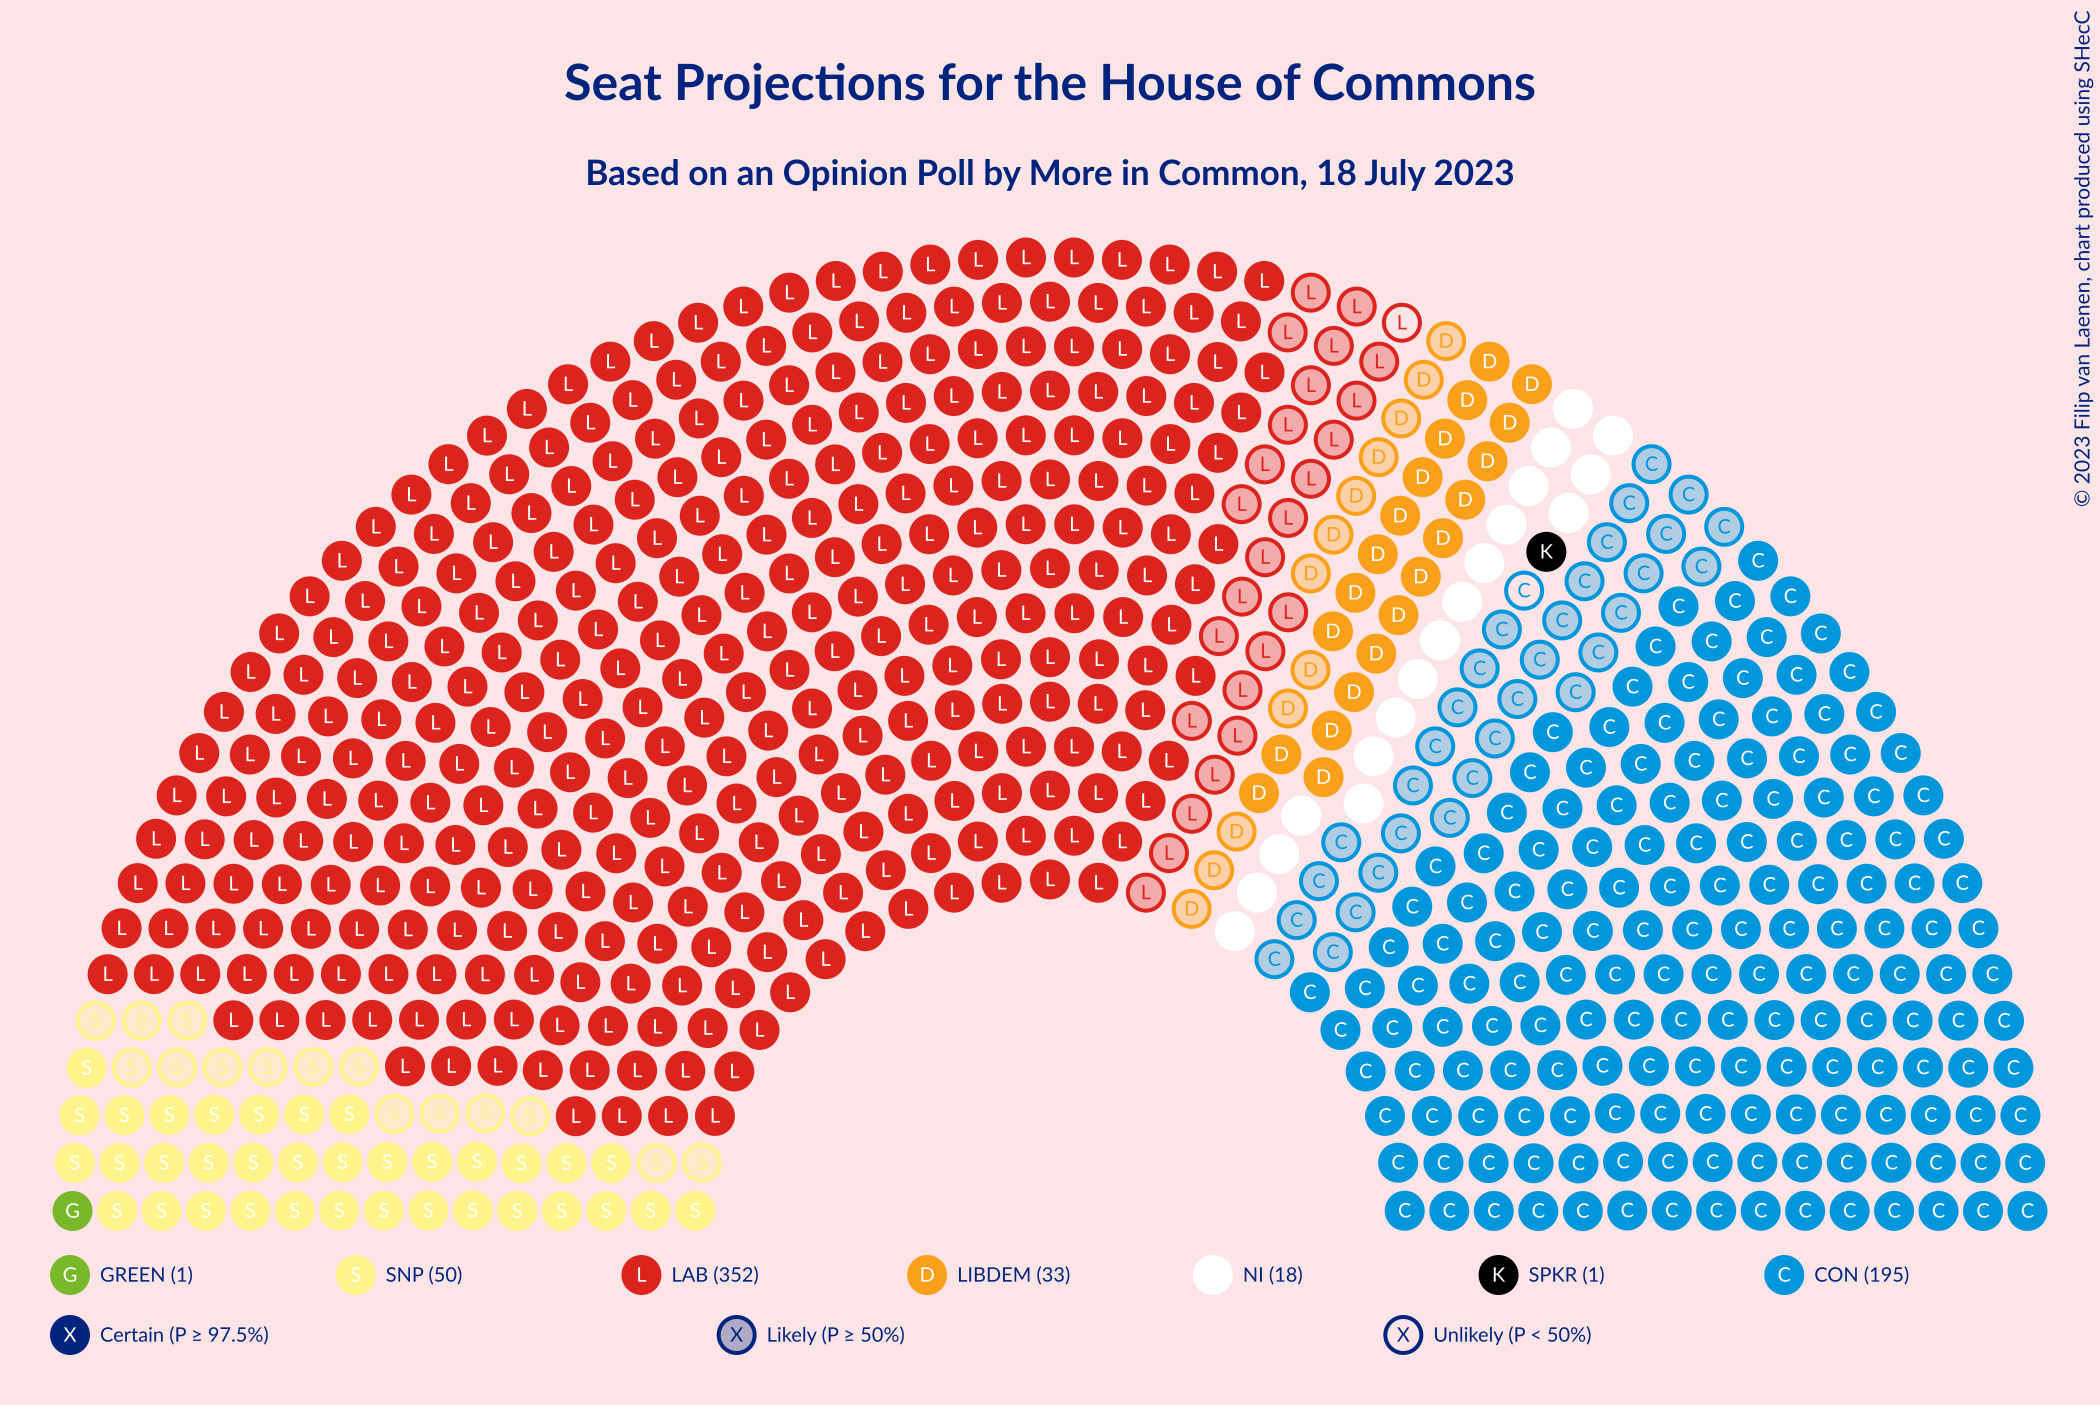 Seat Projections for the House of Commons
Based on an Opinion Poll by More in Common, 18 July 2023
© 2023 Filip van Laenen, chart produced using SHecC
G GREEN (1) S SNP (50) L LAB (352) D LIBDEM (33) NI (18) K SPKR (1) C CON (195)
X Certain (P ≥ 97.5%) X Likely (P ≥ 50%) X Unlikely (P < 50%)